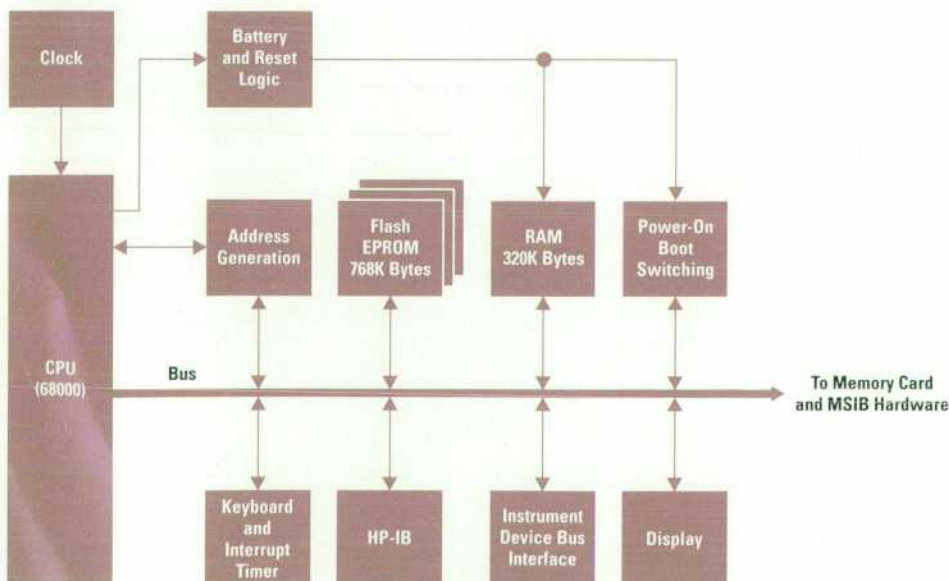 Clock
Battery
and Reset
Logic
Address
Generation
Flash
EPROM
768K Bytes
RAM
320K Bytes
Power-On
Boot
Switching
CPU
(68000)
Bus
To Memory Card
and MSIB Hardware
Keyboard
and
Interrupt
Timer
HP-IB
Instrument
Device Bus
Interface
Display